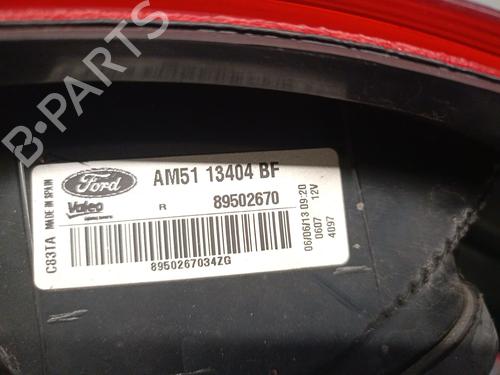 B-PARTS
Ford
AM51 13404 BF
Valeo
R
89502670
8950267034ZG
C83TA
MADE IN SPAIN
06/06/13 09:20
0607 12V
4097